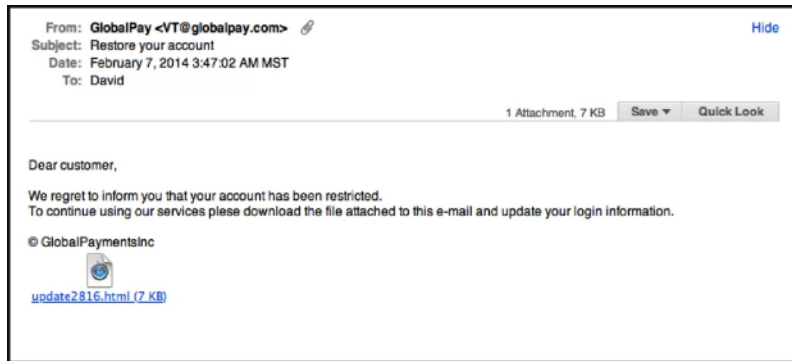 From: GlobalPay <VT@globalpay.com>
Hide
Subject: Restore your account
Date: February 7, 2014 3:47:02 AM MST
To: David
1 Attachment, 7 KB
Save
Quick Look
Dear customer,
We regret to inform you that your account has been restricted.
To continue using our services plese download the file attached to this e-mail and update your login information.
© GlobalPaymentsInc
update2816.html (7 KB)